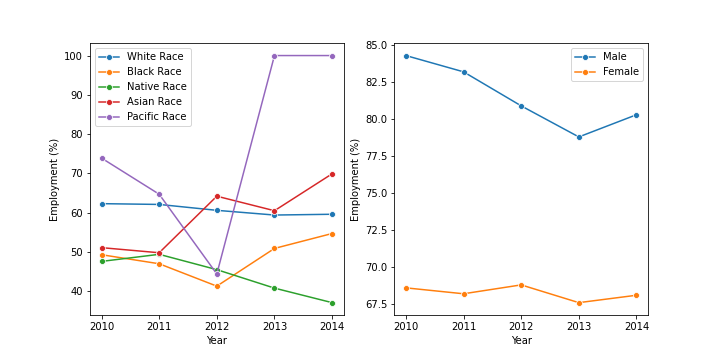 100
90
80
70
60
50
40
Employment (%)
2010 2011 2012 2013 2014
Year
White Race
Black Race
Native Race
Asian Race
Pacific Race
85.0
82.5
80.0
77.5
75.0
72.5
70.0
67.5
Employment (%)
2010 2011 2012 2013 2014
Year
Male
Female